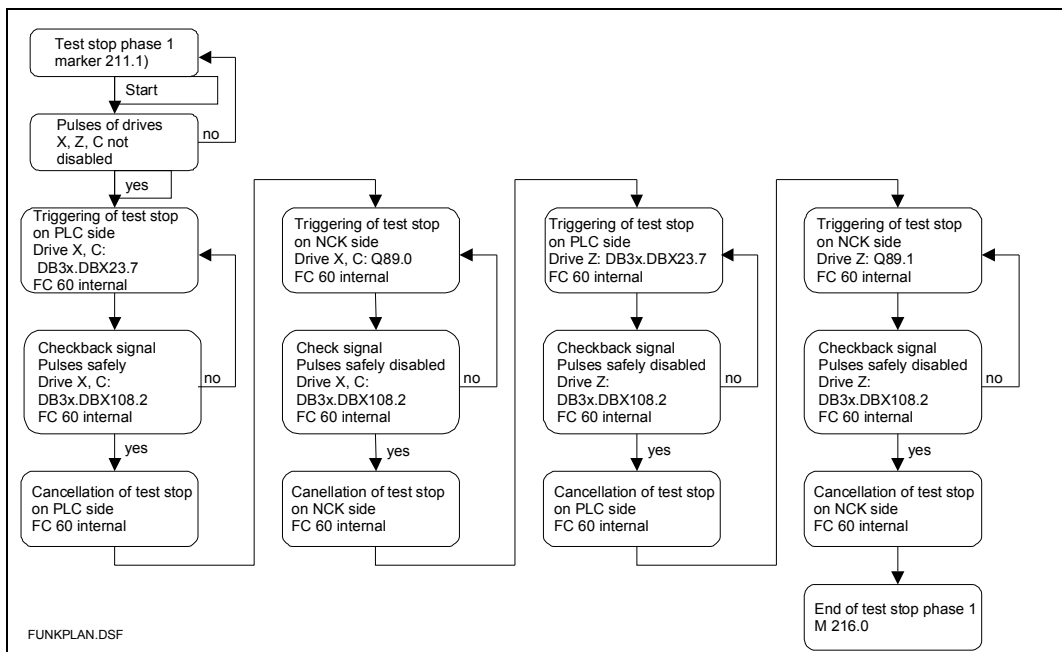 Test stop phase 1
marker 211.1)
Start
Pulses of drives
X, Z, C not
disabled
no
yes
Triggering of test stop
on PLC side
Drive X, C:
DB3x.DBX23.7
FC 60 internal
Checkback signal
Pulses safely
Drive X, C:
DB3x.DBX108.2
FC 60 internal
no
yes
Cancellation of test stop
on PLC side
FC 60 internal
Triggering of test stop
on NCK side
Drive X, C: Q89.0
FC 60 internal
Check signal
Pulses safely disabled
Drive X, C:
DB3x.DBX108.2
FC 60 internal
no
yes
Canellation of test stop
on NCK side
FC 60 internal
Triggering of test stop
on PLC side
Drive Z: DB3x.DBX23.7
FC 60 internal
Checkback signal
Pulses safely disabled
Drive Z:
DB3x.DBX108.2
FC 60 internal
no
yes
Cancellation of test stop
on PLC side
FC 60 internal
Triggering of test stop
on NCK side
Drive Z: Q89.1
FC 60 internal
Checkback signal
Pulses safely disabled
Drive Z:
DB3x.DBX108.2
FC 60 internal
no
yes
Cancellation of test stop
on NCK side
FC 60 internal
End of test stop phase 1
M 216.0
FUNKPLAN.DSF